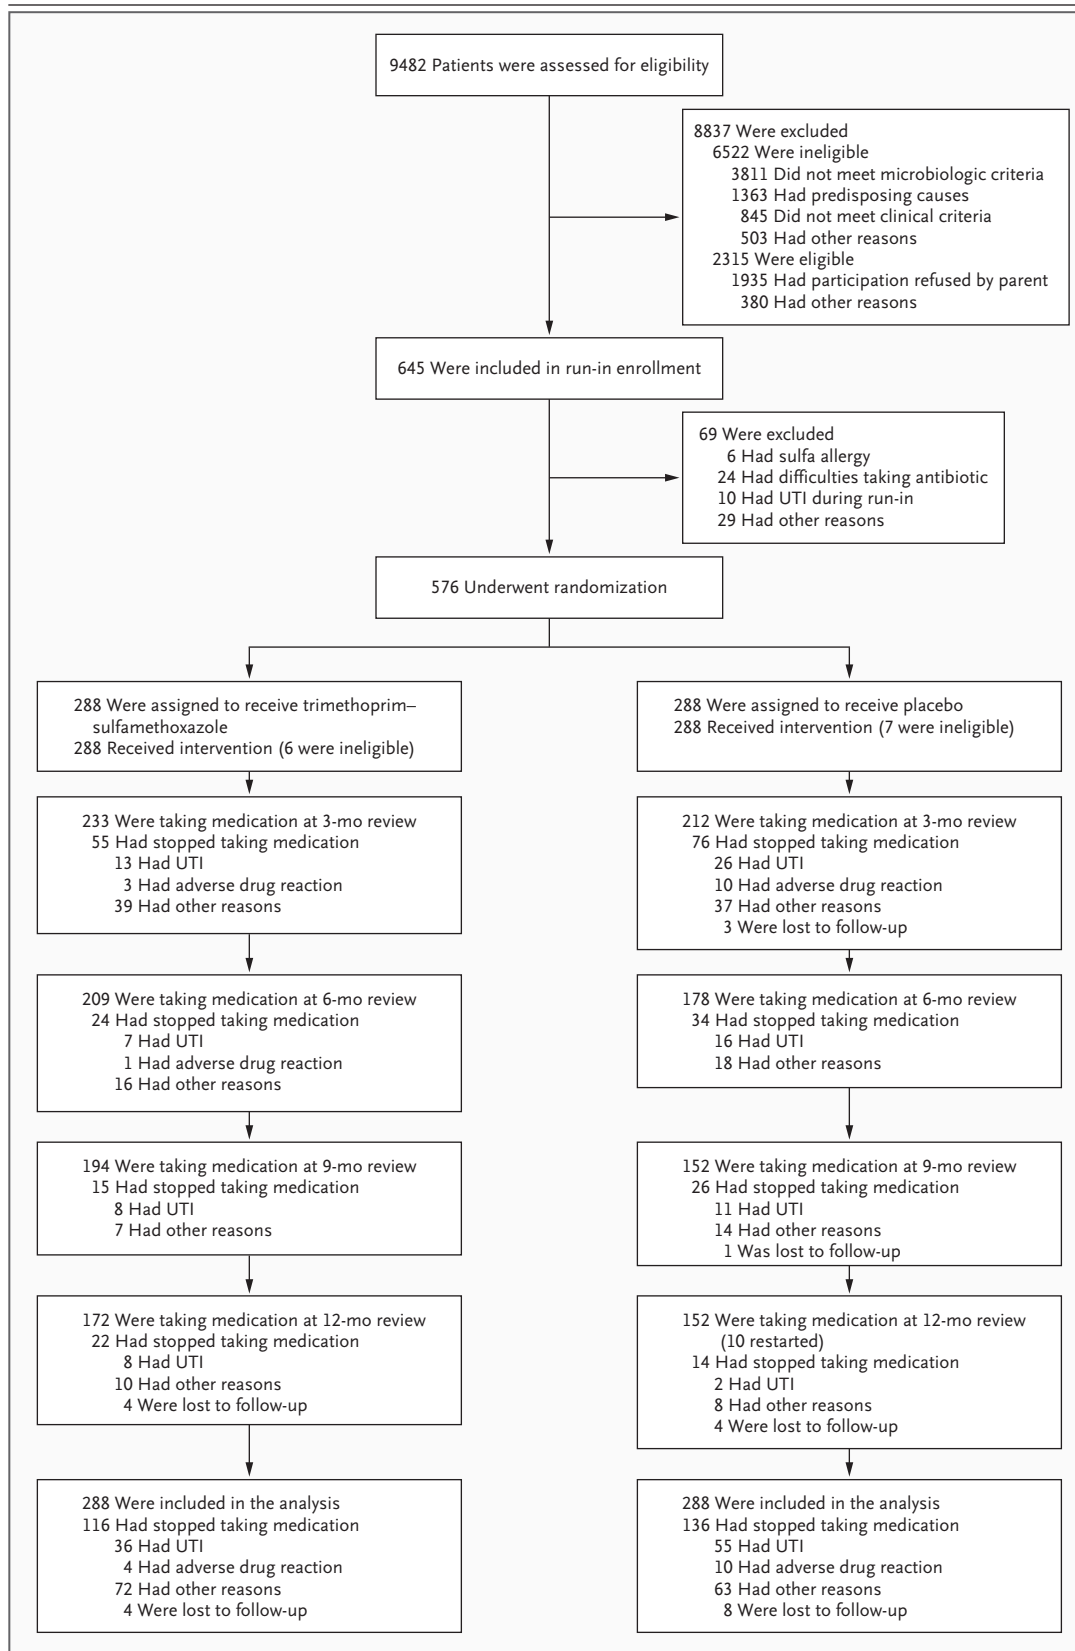 9482 Patients were assessed for eligibility
8837 Were excluded
6522 Were ineligible
3811 Did not meet microbiologic criteria
1363 Had predisposing causes
845 Did not meet clinical criteria
503 Had other reasons
2315 Were eligible
1935 Had participation refused by parent
380 Had other reasons
645 Were included in run-in enrollment
69 Were excluded
6 Had sulfa allergy
24 Had difficulties taking antibiotic
10 Had UTI during run-in
29 Had other reasons
576 Underwent randomization
288 Were assigned to receive trimethoprim–
sulfamethoxazole
288 Received intervention (6 were ineligible)
288 Were assigned to receive placebo
288 Received intervention (7 were ineligible)
233 Were taking medication at 3-mo review
55 Had stopped taking medication
13 Had UTI
3 Had adverse drug reaction
39 Had other reasons
212 Were taking medication at 3-mo review
76 Had stopped taking medication
26 Had UTI
10 Had adverse drug reaction
37 Had other reasons
3 Were lost to follow-up
209 Were taking medication at 6-mo review
24 Had stopped taking medication
7 Had UTI
1 Had adverse drug reaction
16 Had other reasons
178 Were taking medication at 6-mo review
34 Had stopped taking medication
16 Had UTI
18 Had other reasons
194 Were taking medication at 9-mo review
15 Had stopped taking medication
8 Had UTI
7 Had other reasons
152 Were taking medication at 9-mo review
26 Had stopped taking medication
11 Had UTI
14 Had other reasons
1 Was lost to follow-up
172 Were taking medication at 12-mo review
22 Had stopped taking medication
8 Had UTI
10 Had other reasons
4 Were lost to follow-up
152 Were taking medication at 12-mo review
(10 restarted)
14 Had stopped taking medication
2 Had UTI
8 Had other reasons
4 Were lost to follow-up
288 Were included in the analysis
116 Had stopped taking medication
36 Had UTI
4 Had adverse drug reaction
72 Had other reasons
4 Were lost to follow-up
288 Were included in the analysis
136 Had stopped taking medication
55 Had UTI
10 Had adverse drug reaction
63 Had other reasons
8 Were lost to follow-up